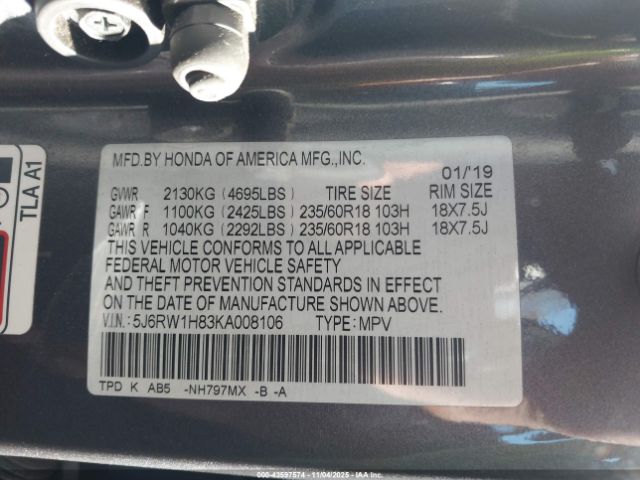 TLA A1
MFD.BY HONDA OF AMERICA MFG.,INC.
01/'19
GVWR 2130KG (4695LBS) TIRE SIZE RIM SIZE
GAWR F 1100KG (2425LBS) 235/60R18 103H 18X7.5J
GAWR R 1040KG (2292LBS) 235/60R18 103H 18X7.5J
THIS VEHICLE CONFORMS TO ALL APPLICABLE
FEDERAL MOTOR VEHICLE SAFETY
AND THEFT PREVENTION STANDARDS IN EFFECT
ON THE DATE OF MANUFACTURE SHOWN ABOVE.
V.I.N.: 5J6RW1H83KA008106 TYPE: MPV
TPD K AB5 -NH797MX -B -A
000-43597574 - 11/04/2025 - IAA Inc.